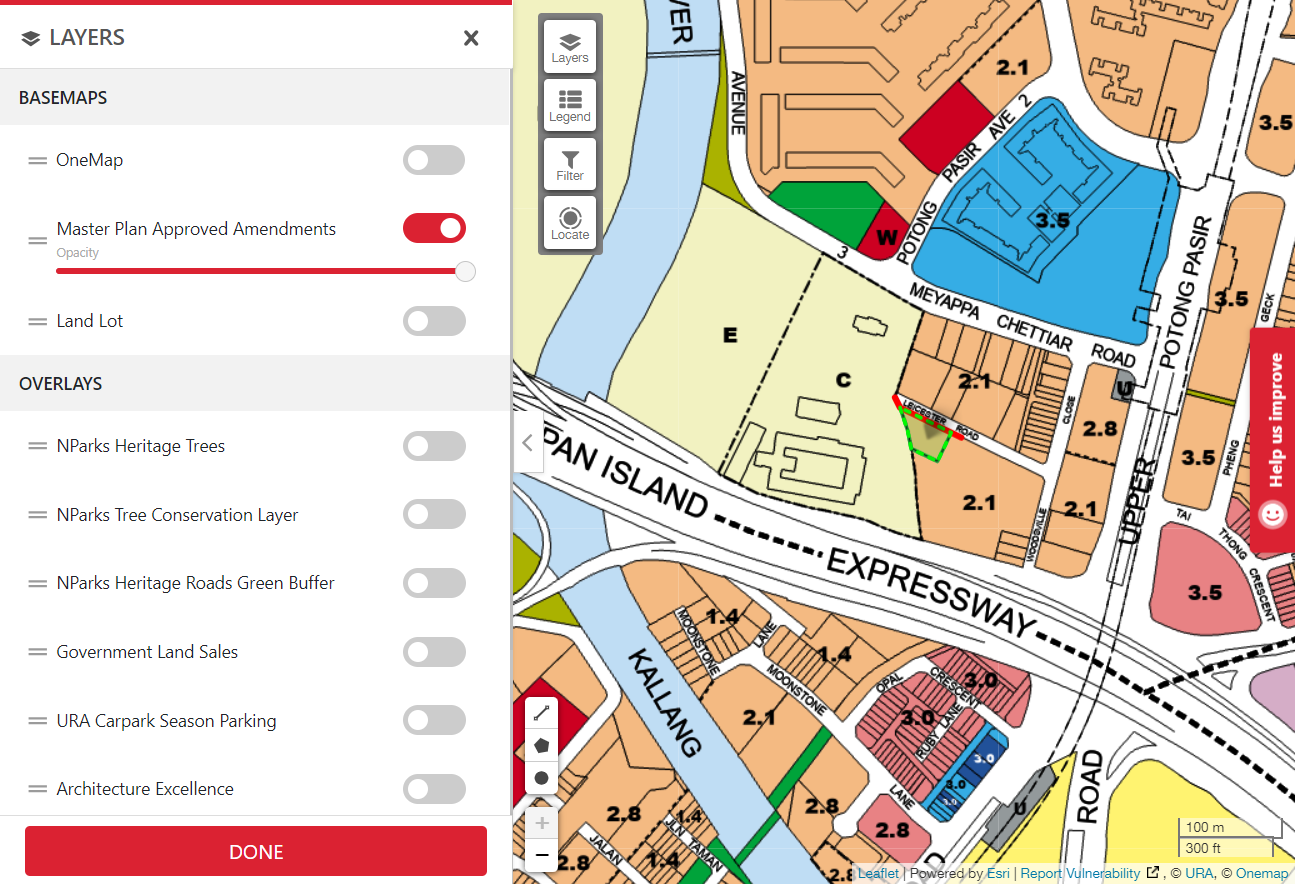 LAYERS
BASEMAPS
OneMap
Master Plan Approved Amendments
Opacity
Land Lot
OVERLAYS
NParks Heritage Trees
NParks Tree Conservation Layer
NParks Heritage Roads Green Buffer
Government Land Sales
URA Carpark Season Parking
Architecture Excellence
DONE
Layers
Legend
Filter
Locate
VER
AVENUE
2.1
3.5
POTONG PASIR AVE 2
3.5
W
3
MEYAPPA CHETTIAR ROAD
POTONG PASIR
3.5
GECK
E
C
2.1
U
LEICESTER ROAD
CLOSE
2.8
3.5
PHENG
Help us improve
PAN ISLAND
EXPRESSWAY
2.1
2.1
WOODSVILLE
UPPER
TAI THONG CRESCENT
3.5
1.4
MOONSTONE
LANE
1.4
MOONSTONE
LANE
KALLANG
2.1
OPAL
CRESCENT
3.0
3.0
RUBY LANE
3.0
3.0
3.0
U
ROAD
2.8
1.4
2.8
2.8
JALAN
JLN TAMAN
2.8
1.4
2.8
ROAD
+
−
100 m
300 ft
Leaflet | Powered by Esri | Report Vulnerability , © URA, © Onemap